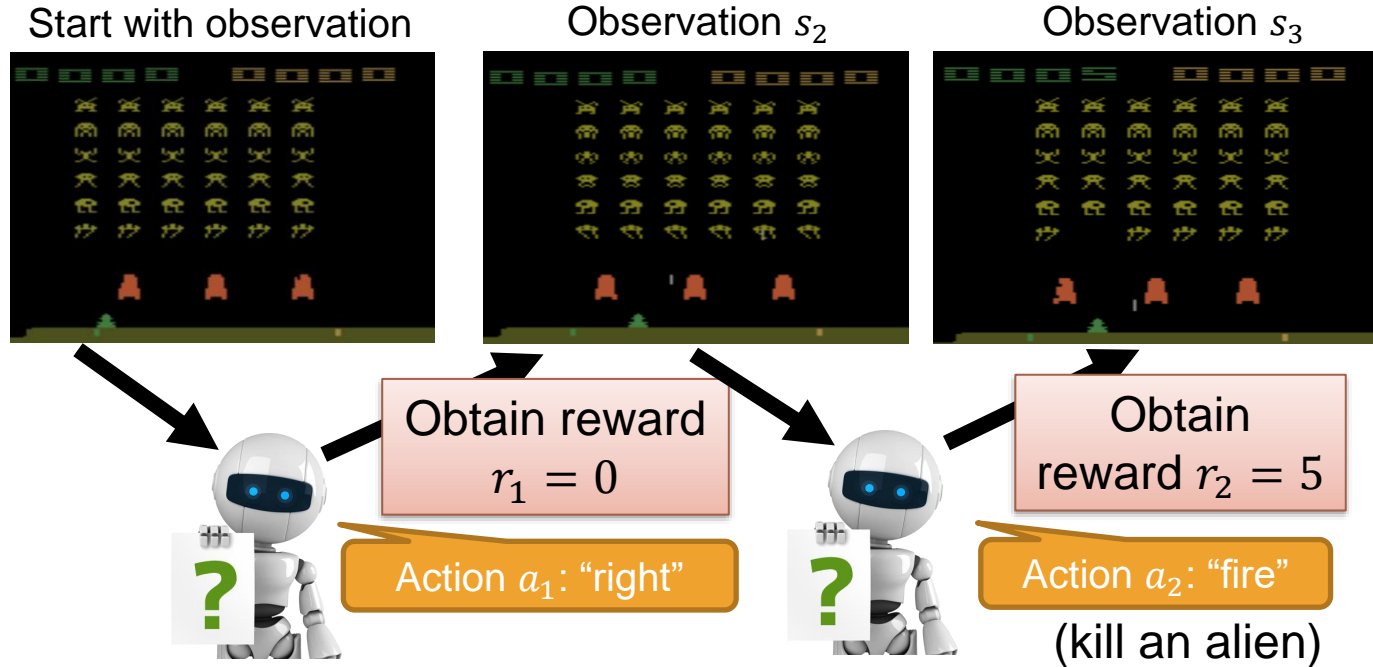 Start with observation
Observation s₂
Observation s₃
Obtain reward
r₁ = 0
Action a₁: “right”
Obtain
reward r₂ = 5
Action a₂: “fire”
(kill an alien)
?
?